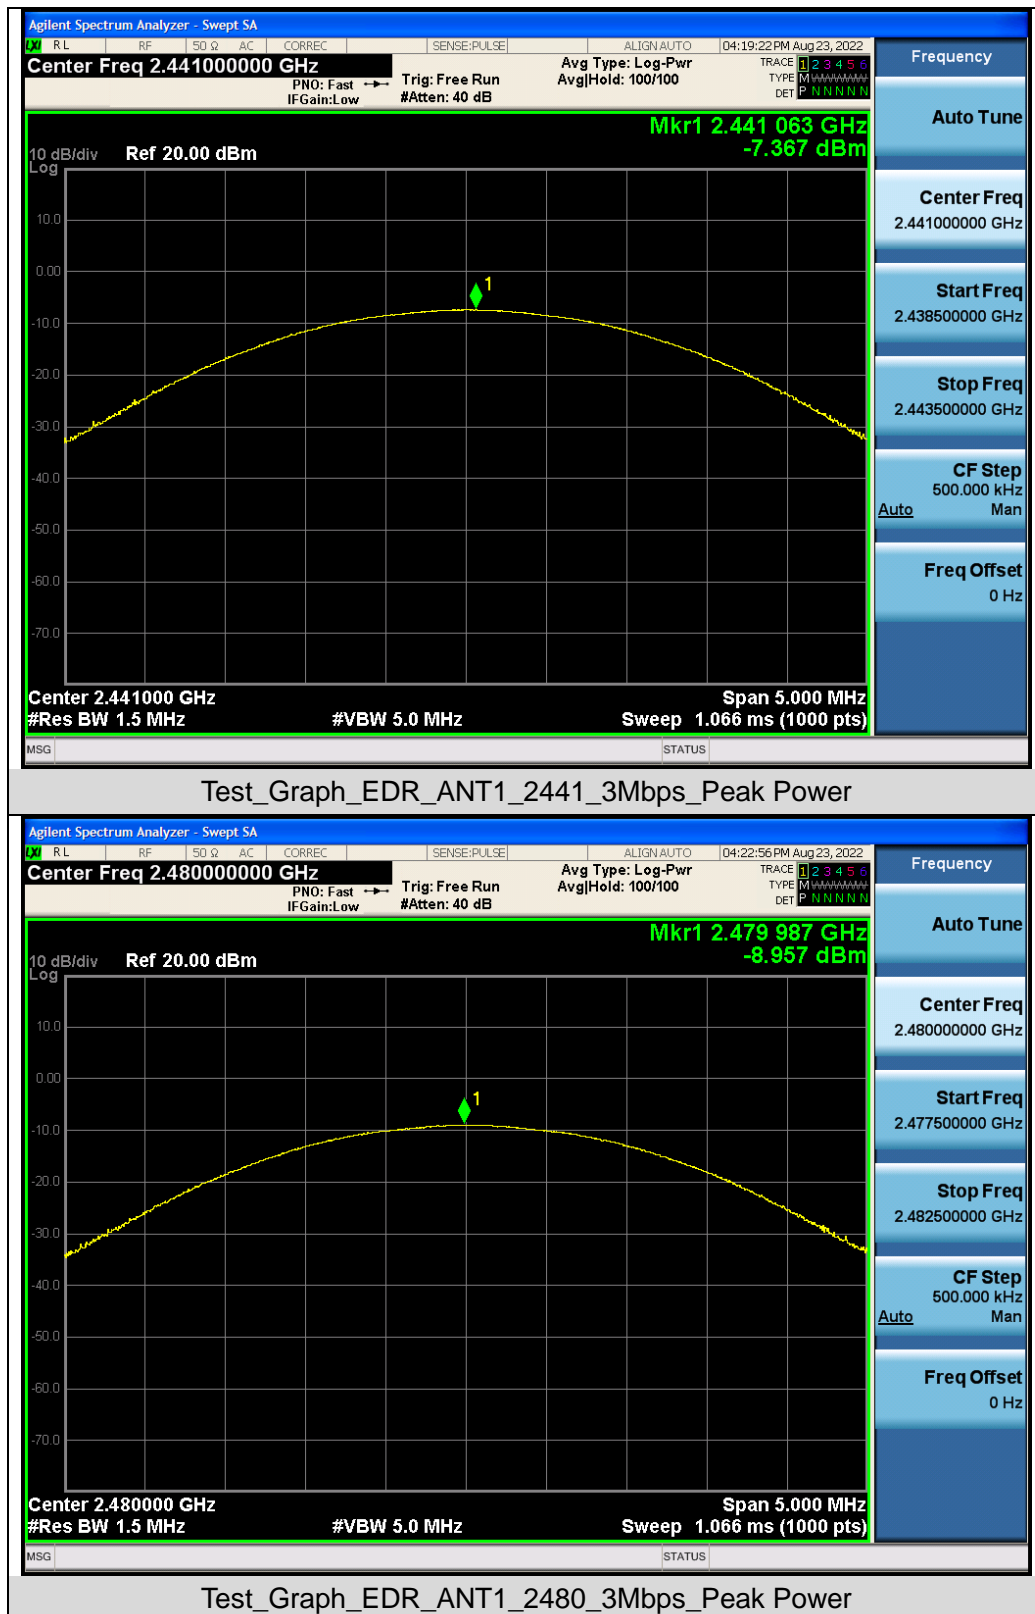 Agilent Spectrum Analyzer - Swept SA
LXI RL RF 50 Ω AC CORREC SENSE:PULSE ALIGN AUTO 04:19:22 PM Aug 23, 2022
Center Freq 2.441000000 GHz
PNO: Fast
IFGain:Low
Trig: Free Run
#Atten: 40 dB
Avg Type: Log-Pwr
Avg|Hold: 100/100
TRACE 1 2 3 4 5 6
TYPE M WWWWW
DET P N N N N N
Mkr1 2.441 063 GHz
-7.367 dBm
10 dB/div Ref 20.00 dBm
Log
10.0
0.00
-10.0
-20.0
-30.0
-40.0
-50.0
-60.0
-70.0
1
Center 2.441000 GHz Span 5.000 MHz
#Res BW 1.5 MHz #VBW 5.0 MHz Sweep 1.066 ms (1000 pts)
MSG STATUS
Frequency
Auto Tune
Center Freq
2.441000000 GHz
Start Freq
2.438500000 GHz
Stop Freq
2.443500000 GHz
CF Step
500.000 kHz
Auto Man
Freq Offset
0 Hz
Test_Graph_EDR_ANT1_2441_3Mbps_Peak Power
Agilent Spectrum Analyzer - Swept SA
LXI RL RF 50 Ω AC CORREC SENSE:PULSE ALIGN AUTO 04:22:56 PM Aug 23, 2022
Center Freq 2.480000000 GHz
PNO: Fast
IFGain:Low
Trig: Free Run
#Atten: 40 dB
Avg Type: Log-Pwr
Avg|Hold: 100/100
TRACE 1 2 3 4 5 6
TYPE M WWWWW
DET P N N N N N
Mkr1 2.479 987 GHz
-8.957 dBm
10 dB/div Ref 20.00 dBm
Log
10.0
0.00
-10.0
-20.0
-30.0
-40.0
-50.0
-60.0
-70.0
1
Center 2.480000 GHz Span 5.000 MHz
#Res BW 1.5 MHz #VBW 5.0 MHz Sweep 1.066 ms (1000 pts)
MSG STATUS
Frequency
Auto Tune
Center Freq
2.480000000 GHz
Start Freq
2.477500000 GHz
Stop Freq
2.482500000 GHz
CF Step
500.000 kHz
Auto Man
Freq Offset
0 Hz
Test_Graph_EDR_ANT1_2480_3Mbps_Peak Power